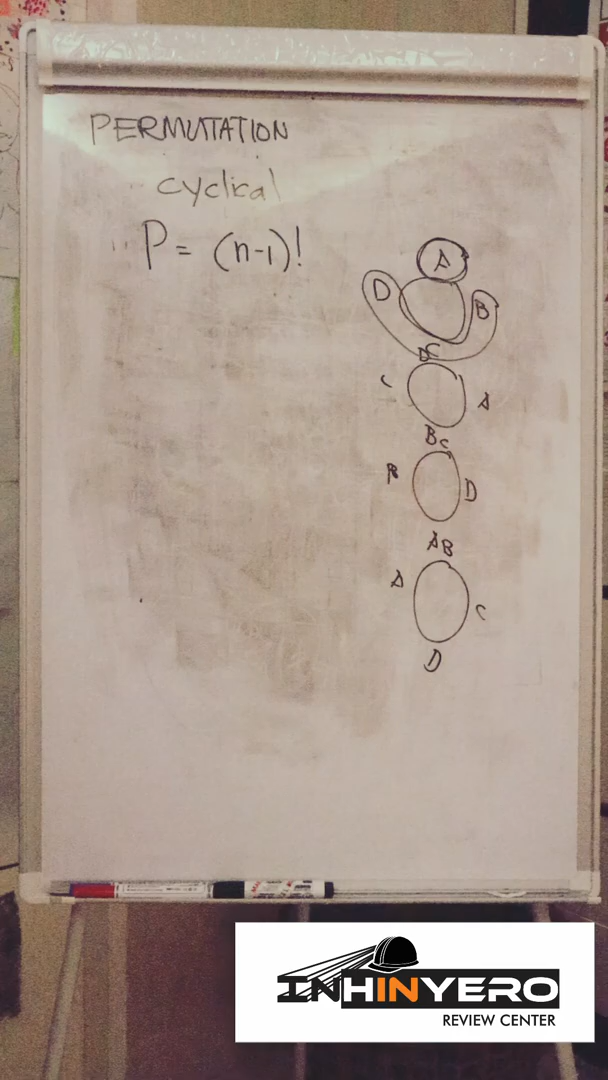 PERMUTATION
cyclical
P = (n-1)!
A
D B
C
D
C A
B
C
B D
A
B
A C
D
INHINYERO
REVIEW CENTER